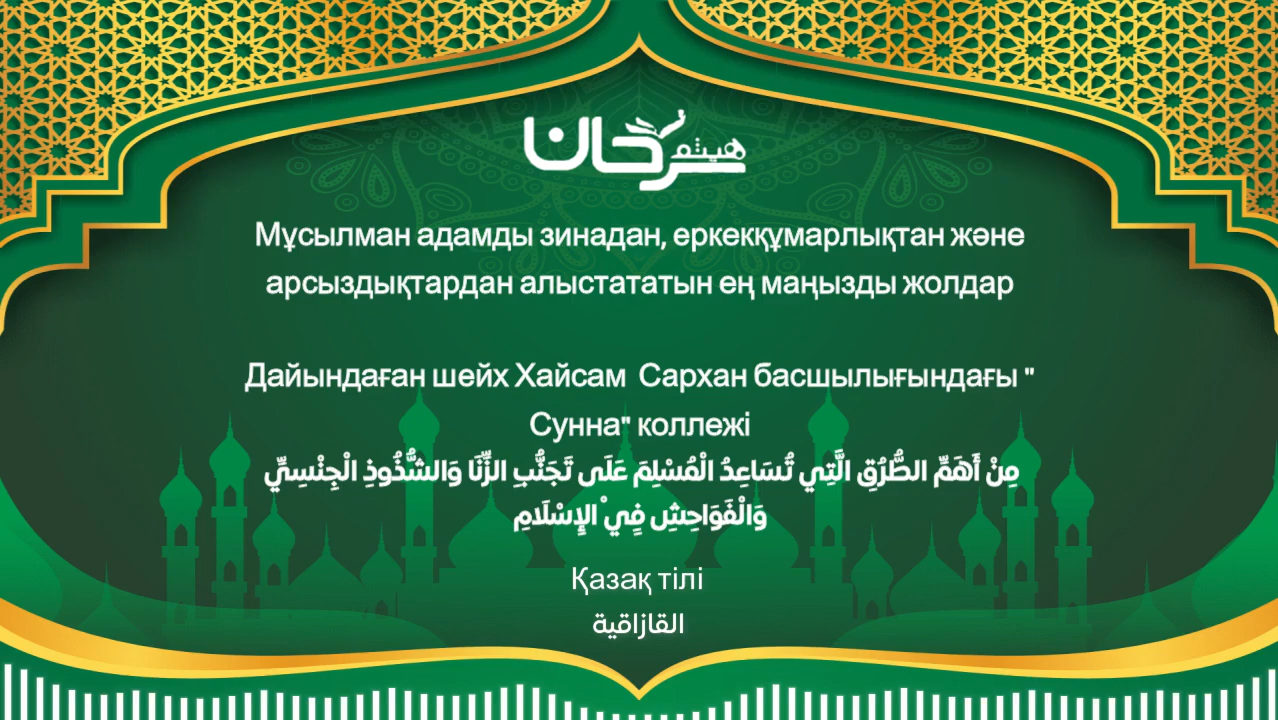 هيثم سرحان
Мұсылман адамды зинадан, еркекқұмарлықтан және
арсыздықтардан алыстататын ең маңызды жолдар
Дайындаған шейх Хайсам Сархан басшылығындағы "
Сунна" коллежі
مِنْ أَهَمِّ الطُّرُقِ الَّتِي تُسَاعِدُ الْمُسْلِمَ عَلَى تَجَنُّبِ الزِّنَا وَالشُّذُوذِ الْجِنْسِيِّ
وَالْفَوَاحِشِ فِيْ الإِسْلَامِ
Қазақ тілі
القازاقية